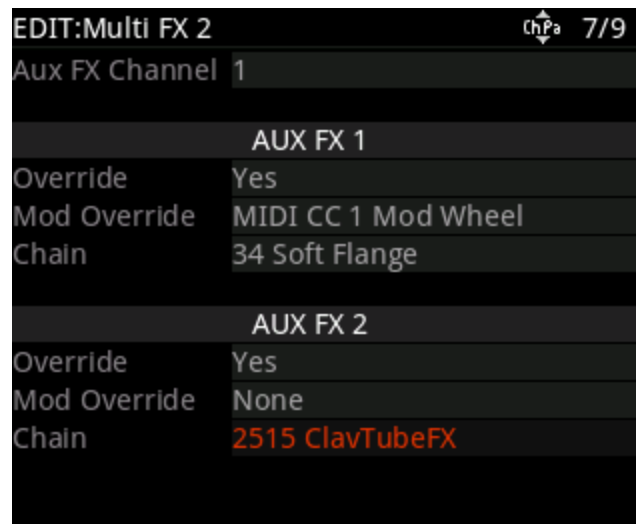 EDIT:Multi FX 2 ChPa 7/9
Aux FX Channel 1
AUX FX 1
Override Yes
Mod Override MIDI CC 1 Mod Wheel
Chain 34 Soft Flange
AUX FX 2
Override Yes
Mod Override None
Chain 2515 ClavTubeFX